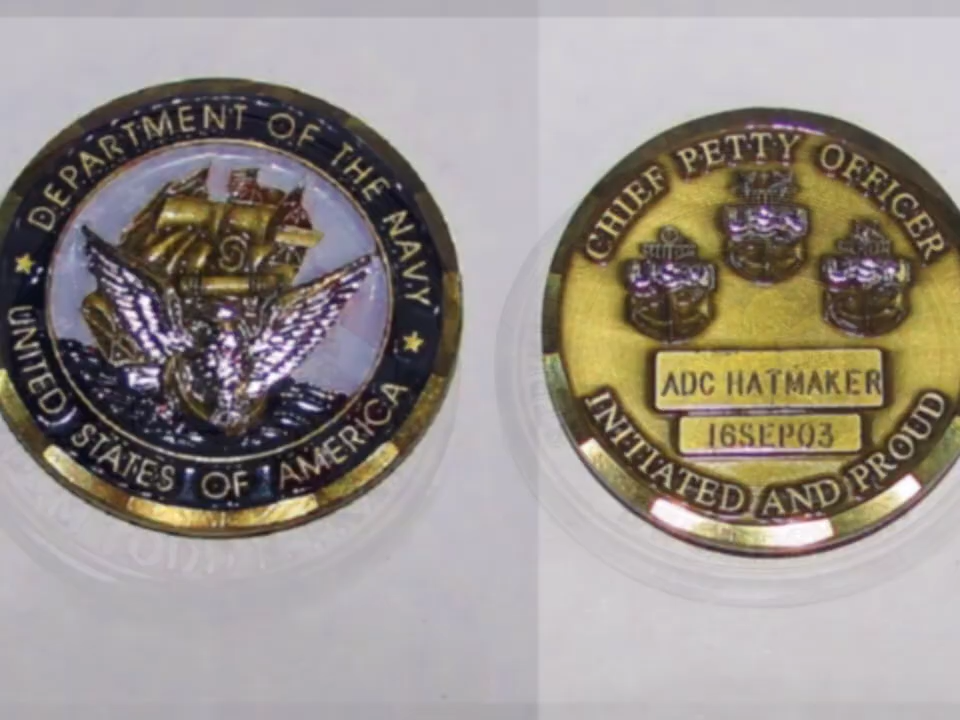 DEPARTMENT OF THE NAVY
UNITED STATES OF AMERICA
CHIEF PETTY OFFICER
ADC HATMAKER
16SEP03
INITIATED AND PROUD